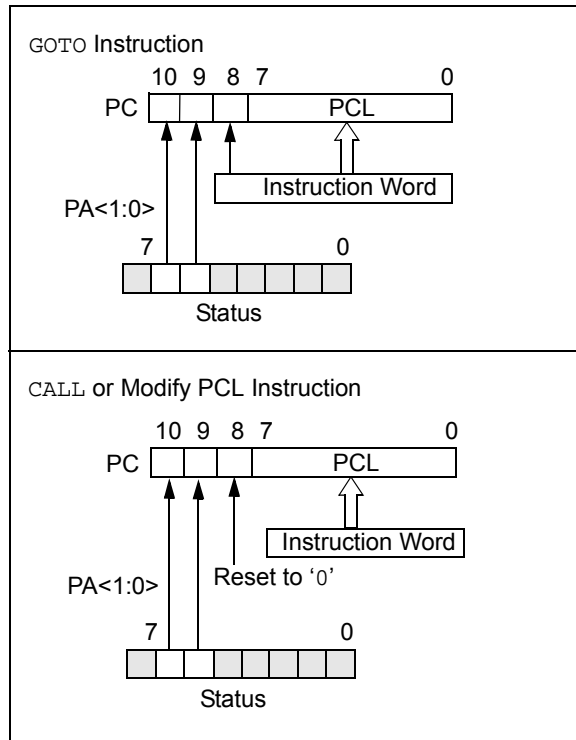 GOTO Instruction
10 9 8 7 0
PC PCL
Instruction Word
PA<1:0>
7 0
Status
CALL or Modify PCL Instruction
10 9 8 7 0
PC PCL
Instruction Word
Reset to ‘0’
PA<1:0>
7 0
Status